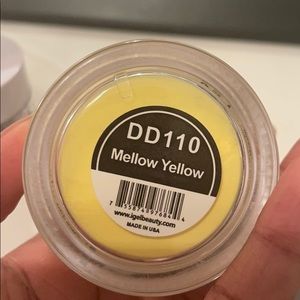 DD110
Mellow Yellow
www.igelbeauty.com
MADE IN USA